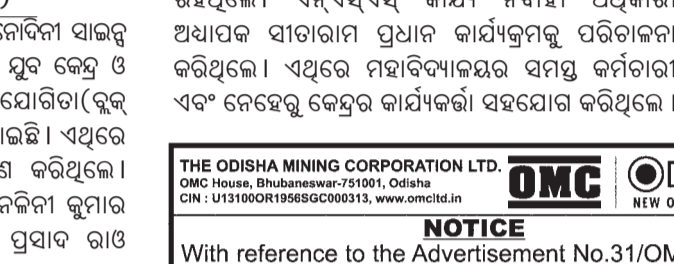 ନୋଦିନୀ ସାଇନ୍ସ
ଯୁବ କେନ୍ଦ୍ର ଓ
ଯୋଗିତା(ବ୍ଲକ୍
ାଇଛି । ଏଥିରେ
ଣ କରିଥିଲେ ।
ନଳିନୀ କୁମାର
ପ୍ରସାଦ ରାଓ
ଅଧ୍ୟାପକ ସୀତାରାମ ପ୍ରଧାନ କାର୍ଯ୍ୟକ୍ରମକୁ ପରିଚାଳନା
କରିଥିଲେ । ଏଥିରେ ମହାବିଦ୍ୟାଳୟର ସମସ୍ତ କର୍ମଚାରୀ
ଏବଂ ନେହେରୁ କେନ୍ଦ୍ରର କାର୍ଯ୍ୟକର୍ତ୍ତା ସହଯୋଗ କରିଥିଲେ ।
THE ODISHA MINING CORPORATION LTD.
OMC House, Bhubaneswar-751001, Odisha
CIN : U13100OR1956SGC000313, www.omcltd.in
OMC
NEW O
NOTICE
With reference to the Advertisement No.31/OM